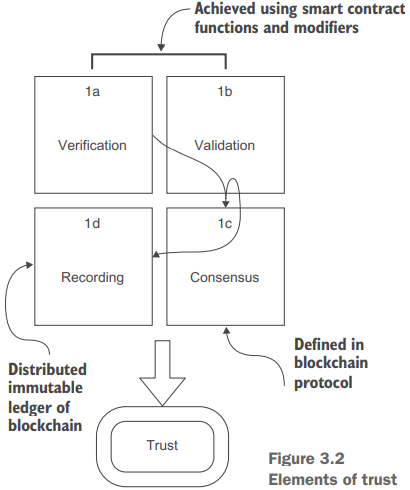 Achieved using smart contract
functions and modifiers
1a
1b
Verification
Validation
1d
1c
Recording
Consensus
Distributed
immutable
ledger of
blockchain
Defined in
blockchain
protocol
Trust
Figure 3.2
Elements of trust